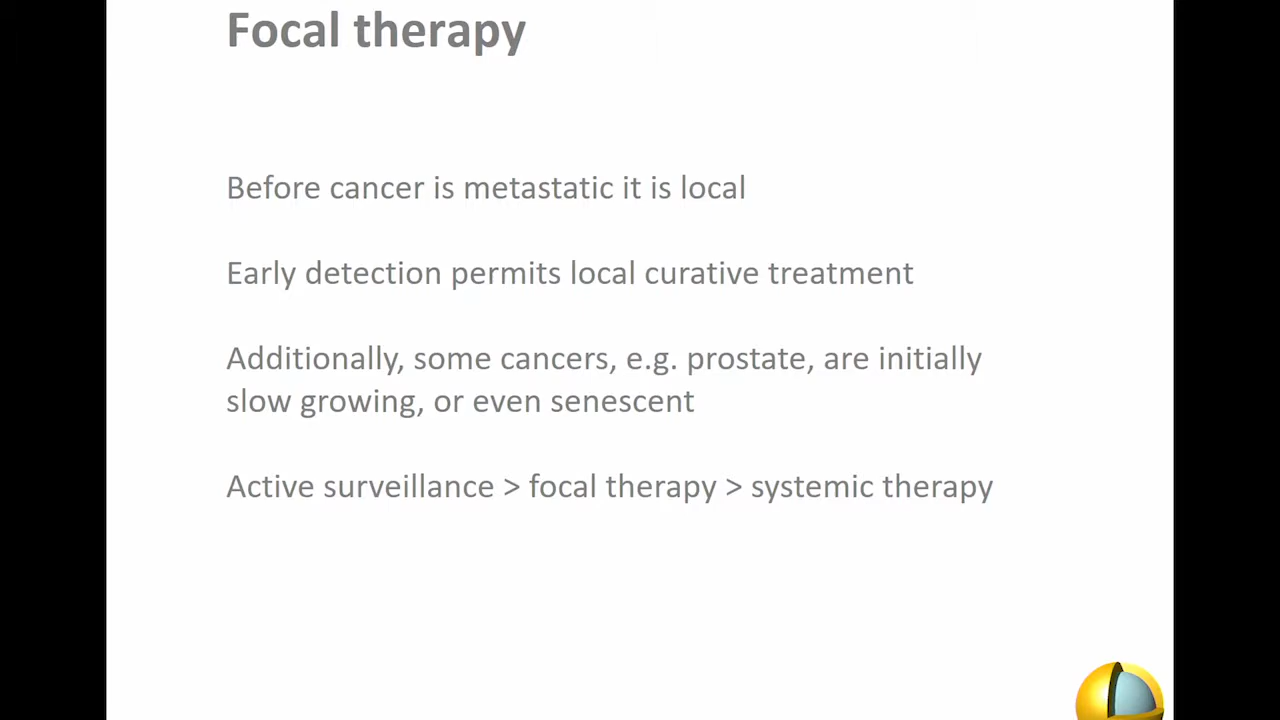 Focal therapy
Before cancer is metastatic it is local
Early detection permits local curative treatment
Additionally, some cancers, e.g. prostate, are initially
slow growing, or even senescent
Active surveillance > focal therapy > systemic therapy